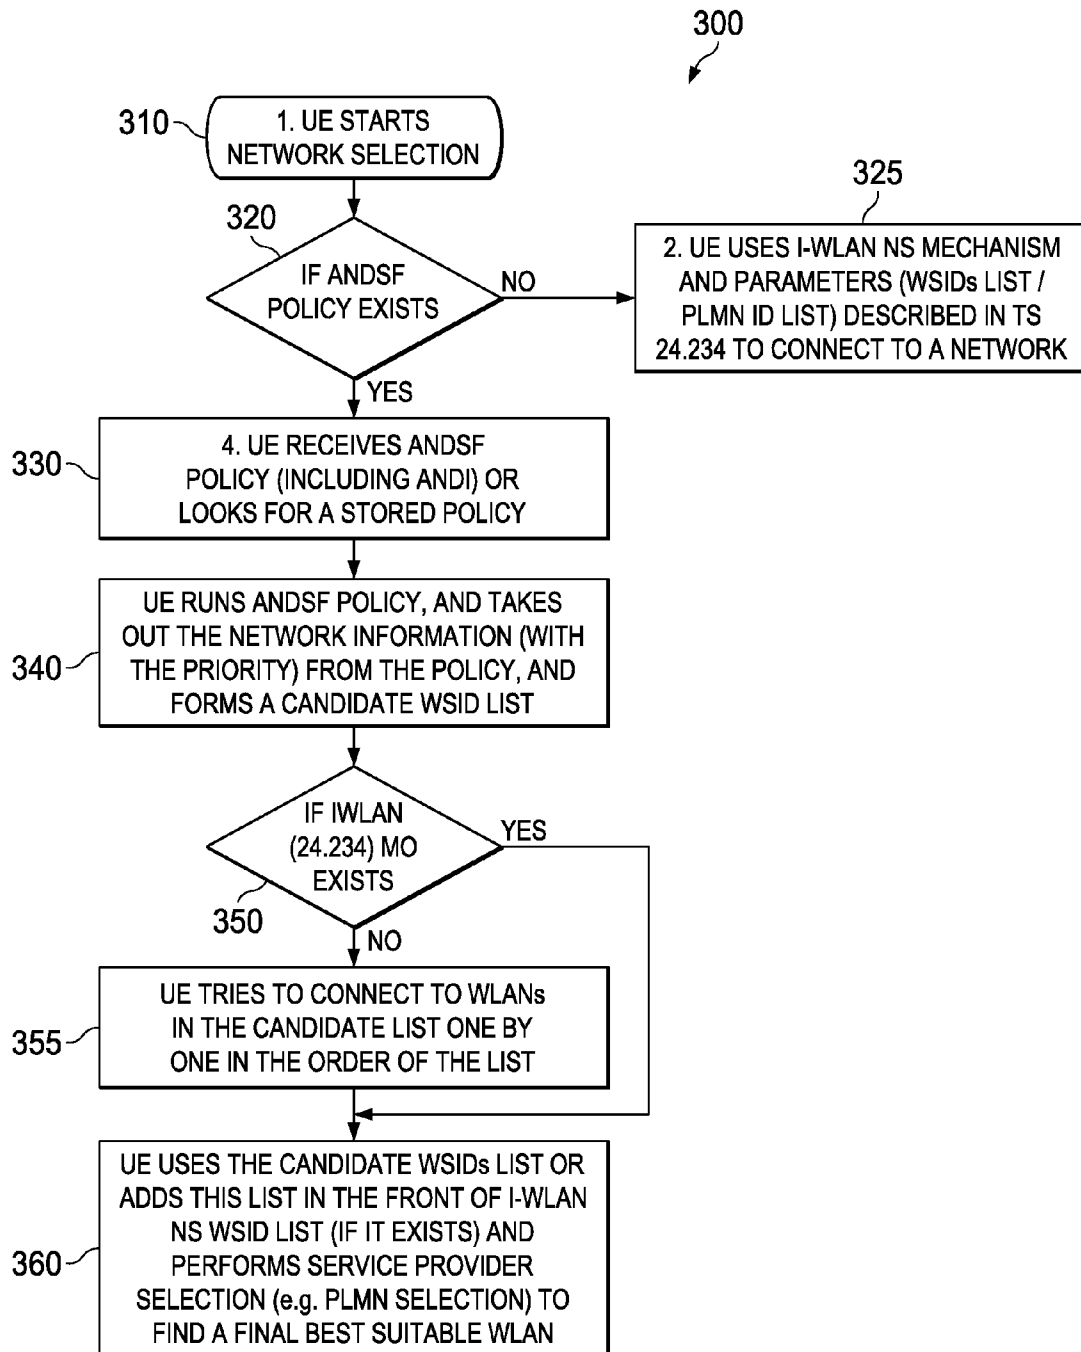 300
310
1. UE STARTS
NETWORK SELECTION
320
IF ANDSF
POLICY EXISTS
NO
325
2. UE USES I-WLAN NS MECHANISM
AND PARAMETERS (WSIDs LIST /
PLMN ID LIST) DESCRIBED IN TS
24.234 TO CONNECT TO A NETWORK
YES
330
4. UE RECEIVES ANDSF
POLICY (INCLUDING ANDI) OR
LOOKS FOR A STORED POLICY
340
UE RUNS ANDSF POLICY, AND TAKES
OUT THE NETWORK INFORMATION (WITH
THE PRIORITY) FROM THE POLICY, AND
FORMS A CANDIDATE WSID LIST
IF IWLAN
(24.234) MO
EXISTS
YES
350
NO
355
UE TRIES TO CONNECT TO WLANs
IN THE CANDIDATE LIST ONE BY
ONE IN THE ORDER OF THE LIST
360
UE USES THE CANDIDATE WSIDs LIST OR
ADDS THIS LIST IN THE FRONT OF I-WLAN
NS WSID LIST (IF IT EXISTS) AND
PERFORMS SERVICE PROVIDER
SELECTION (e.g. PLMN SELECTION) TO
FIND A FINAL BEST SUITABLE WLAN